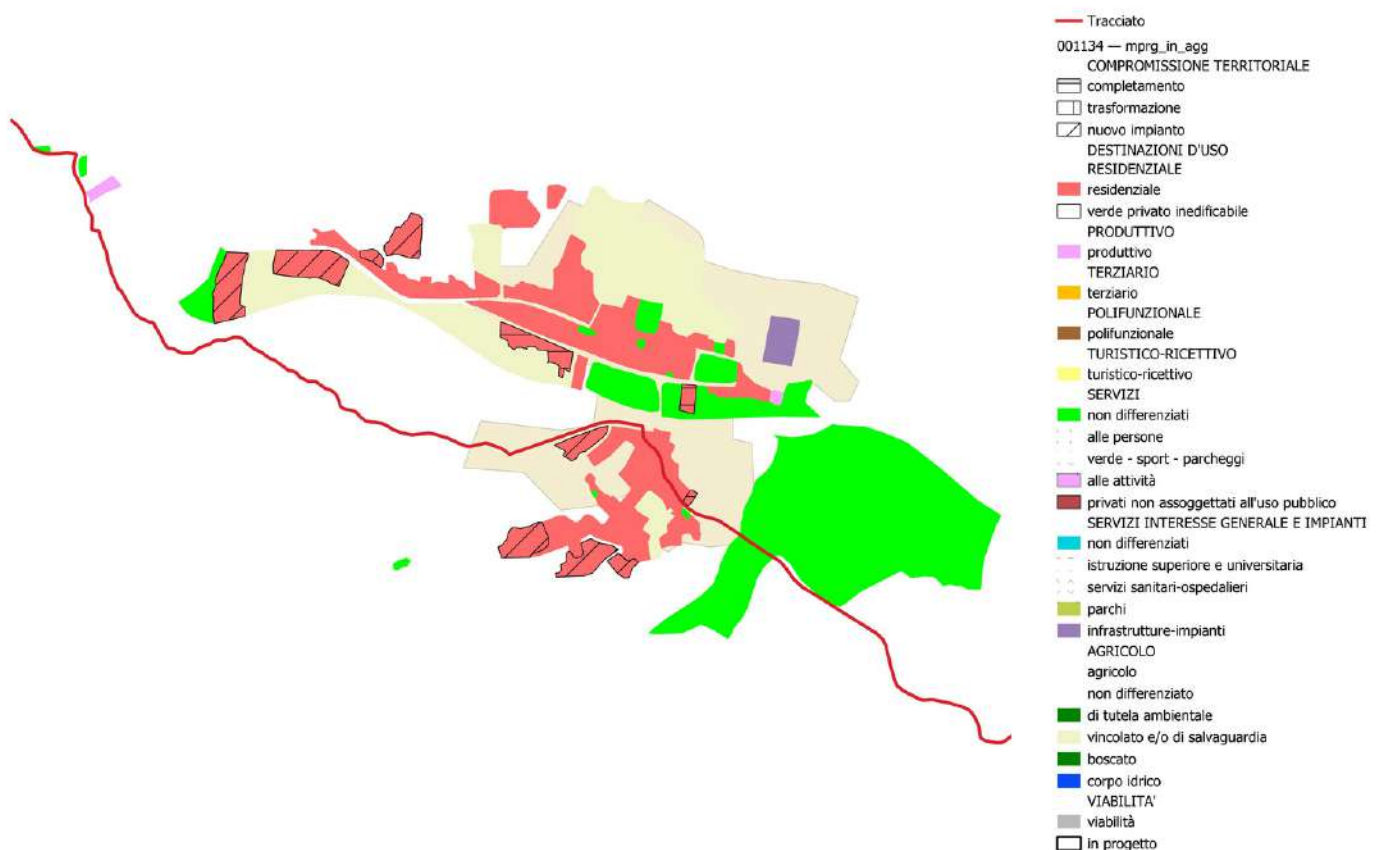 Tracciato
001134 — mprg_in_agg
COMPROMISSIONE TERRITORIALE
completamento
trasformazione
nuovo impianto
DESTINAZIONI D'USO
RESIDENZIALE
residenziale
verde privato inedificabile
PRODUTTIVO
produttivo
TERZIARIO
terziario
POLIFUNZIONALE
polifunzionale
TURISTICO-RICETTIVO
turistico-ricettivo
SERVIZI
non differenziati
alle persone
verde - sport - parcheggi
alle attività
privati non assoggettati all'uso pubblico
SERVIZI INTERESSE GENERALE E IMPIANTI
non differenziati
istruzione superiore e universitaria
servizi sanitari-ospedalieri
parchi
infrastrutture-impianti
AGRICOLO
agricolo
non differenziato
di tutela ambientale
vincolato e/o di salvaguardia
boscato
corpo idrico
VIABILITA'
viabilità
in progetto